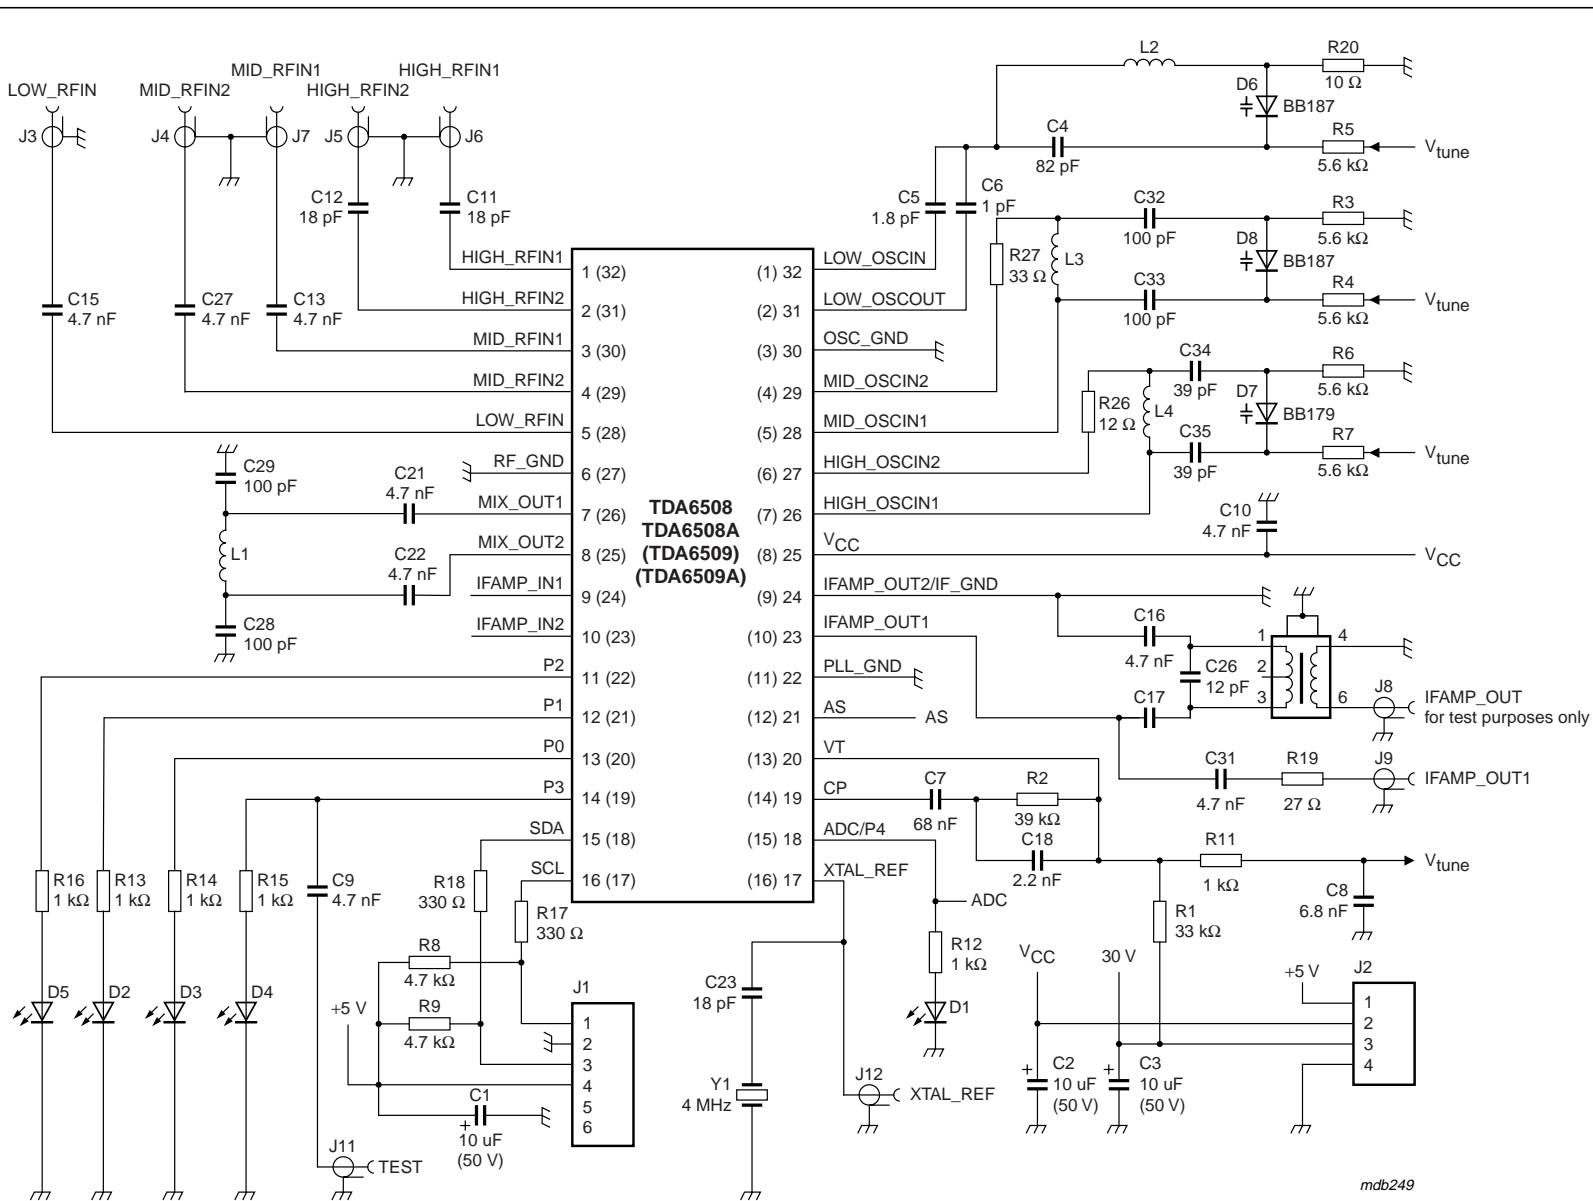 LOW_RFIN
MID_RFIN2
MID_RFIN1
HIGH_RFIN2
HIGH_RFIN1
J3
J4
J7
J5
J6
C12
18 pF
C11
18 pF
C15
4.7 nF
C27
4.7 nF
C13
4.7 nF
HIGH_RFIN1
1 (32)
HIGH_RFIN2
2 (31)
MID_RFIN1
3 (30)
MID_RFIN2
4 (29)
LOW_RFIN
5 (28)
RF_GND
6 (27)
MIX_OUT1
7 (26)
MIX_OUT2
8 (25)
IFAMP_IN1
9 (24)
IFAMP_IN2
10 (23)
P2
11 (22)
P1
12 (21)
P0
13 (20)
P3
14 (19)
SDA
15 (18)
SCL
16 (17)
C29
100 pF
L1
C28
100 pF
C21
4.7 nF
C22
4.7 nF
TDA6508
TDA6508A
(TDA6509)
(TDA6509A)
(1) 32
LOW_OSCIN
(2) 31
LOW_OSCOUT
(3) 30
OSC_GND
(4) 29
MID_OSCIN2
(5) 28
MID_OSCIN1
(6) 27
HIGH_OSCIN2
(7) 26
HIGH_OSCIN1
(8) 25
VCC
(9) 24
IFAMP_OUT2/IF_GND
(10) 23
IFAMP_OUT1
(11) 22
PLL_GND
(12) 21
AS
AS
(13) 20
VT
(14) 19
CP
(15) 18
ADC/P4
(16) 17
XTAL_REF
L2
R20
10 Ω
D6
BB187
C4
82 pF
R5
5.6 kΩ
Vtune
C5
1.8 pF
C6
1 pF
R27
33 Ω
L3
C32
100 pF
R3
5.6 kΩ
D8
BB187
C33
100 pF
R4
5.6 kΩ
Vtune
R26
12 Ω
L4
C34
39 pF
R6
5.6 kΩ
D7
BB179
C35
39 pF
R7
5.6 kΩ
Vtune
C10
4.7 nF
VCC
C16
4.7 nF
C26
12 pF
C17
1
2
3
4
6
J8
IFAMP_OUT
for test purposes only
C31
4.7 nF
R19
27 Ω
J9
IFAMP_OUT1
C7
68 nF
R2
39 kΩ
C18
2.2 nF
R11
1 kΩ
Vtune
C8
6.8 nF
R1
33 kΩ
ADC
R12
1 kΩ
D1
R16
1 kΩ
R13
1 kΩ
R14
1 kΩ
R15
1 kΩ
C9
4.7 nF
D5
D2
D3
D4
R18
330 Ω
R17
330 Ω
R8
4.7 kΩ
R9
4.7 kΩ
+5 V
J1
1
2
3
4
5
6
C1
+
10 uF
(50 V)
J11
TEST
C23
18 pF
Y1
4 MHz
J12
XTAL_REF
VCC
30 V
+5 V
J2
1
2
3
4
+
C2
10 uF
(50 V)
+
C3
10 uF
(50 V)
mdb249